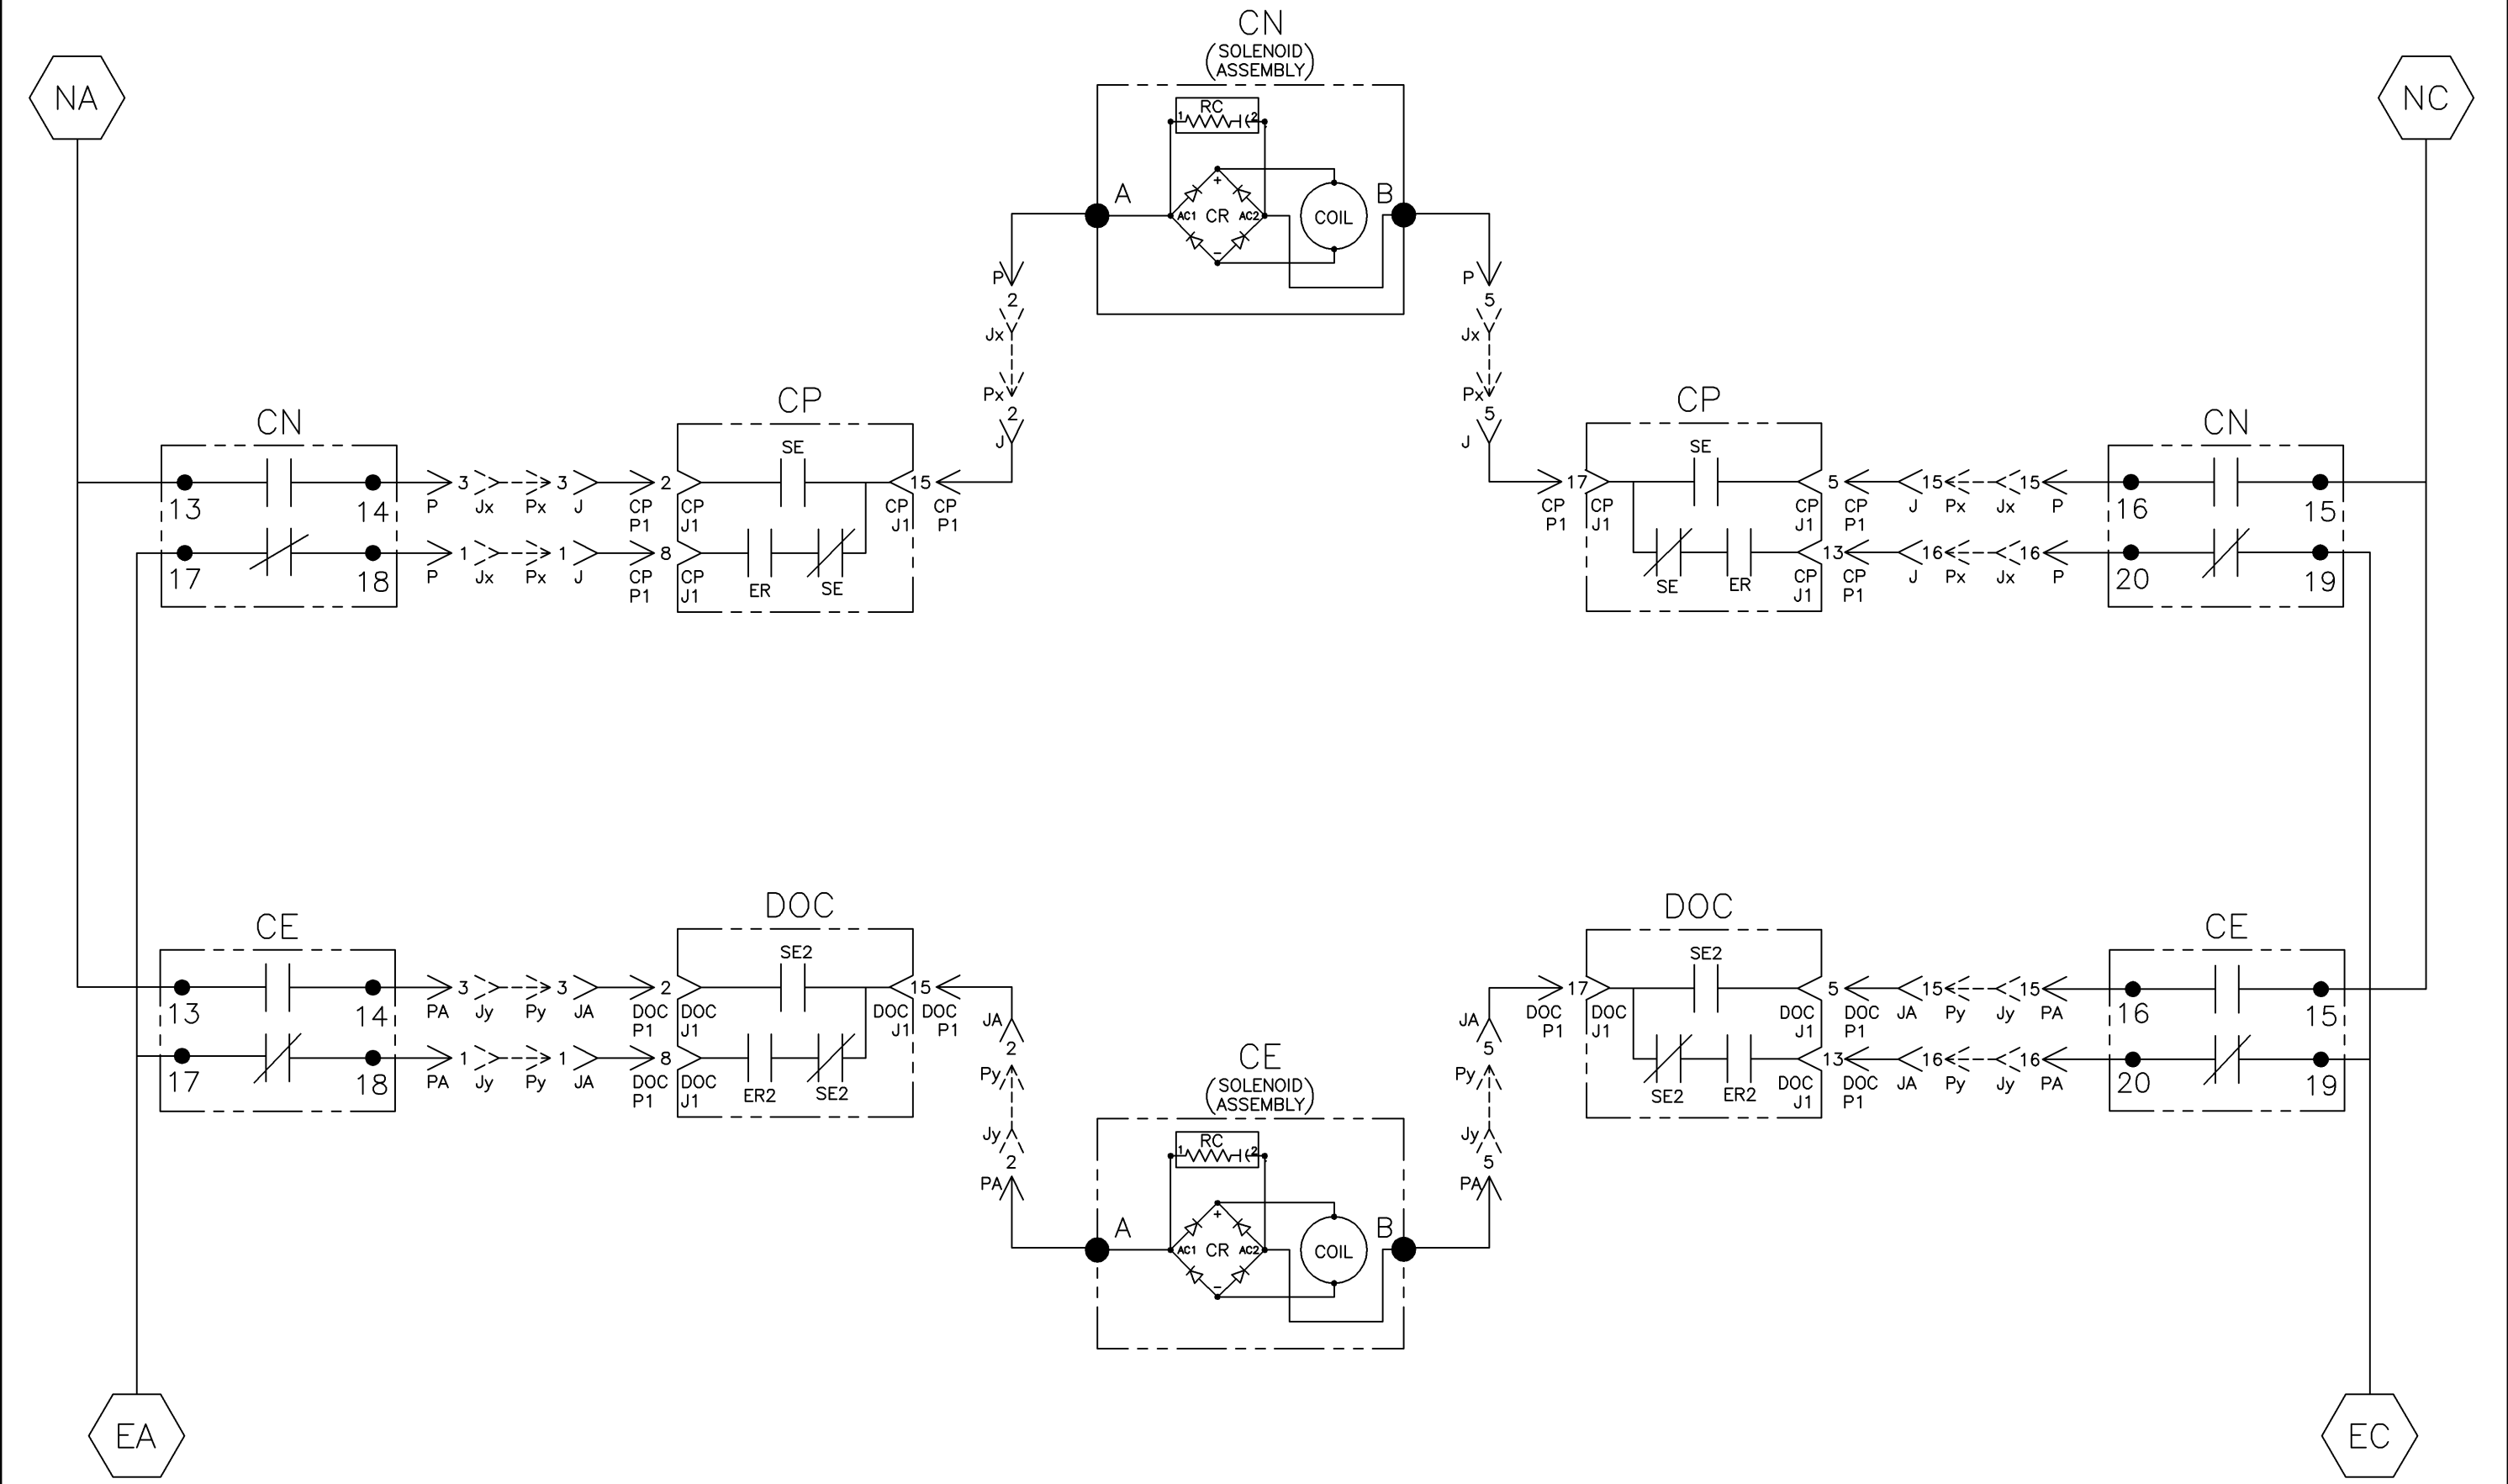 CN
(SOLENOID
ASSEMBLY)
NA
NC
RC
1 2
A
+
AC1 CR AC2
COIL
B
−
P
2
Jx
Px
2
J
P
5
Jx
Px
5
J
CN
13 14
17 18
P 3 Jx Px 3 J
P 1 Jx Px 1 J
CP
SE
2 CP P1 CP J1
8 CP P1 CP J1
ER SE
15 CP J1 CP P1
CP
SE
17 CP P1 CP J1
SE ER
5 CP J1 CP P1
13 CP J1 CP P1
J 15 Px Jx 15 P
J 16 Px Jx 16 P
CN
16 15
20 19
CE
13 14
17 18
PA 3 Jy Py 3 JA
PA 1 Jy Py 1 JA
DOC
SE2
2 DOC P1 DOC J1
8 DOC P1 DOC J1
ER2 SE2
15 DOC J1 DOC P1
JA
2
Py
Jy
2
PA
CE
(SOLENOID
ASSEMBLY)
RC
1 2
A
+
AC1 CR AC2
COIL
B
−
JA
5
Py
Jy
5
PA
DOC
SE2
17 DOC P1 DOC J1
SE2 ER2
5 DOC J1 DOC P1
13 DOC J1 DOC P1
JA 15 Py Jy 15 PA
JA 16 Py Jy 16 PA
CE
16 15
20 19
EA
EC